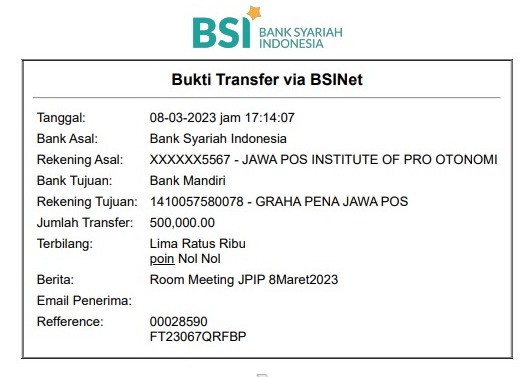 BSI BANK SYARIAH
INDONESIA
Bukti Transfer via BSINet
Tanggal: 08-03-2023 jam 17:14:07
Bank Asal: Bank Syariah Indonesia
Rekening Asal: XXXXXX5567 - JAWA POS INSTITUTE OF PRO OTONOMI
Bank Tujuan: Bank Mandiri
Rekening Tujuan: 1410057580078 - GRAHA PENA JAWA POS
Jumlah Transfer: 500,000.00
Terbilang: Lima Ratus Ribu
poin Nol Nol
Berita: Room Meeting JPIP 8Maret2023
Email Penerima:
Refference: 00028590
FT23067QRFBP